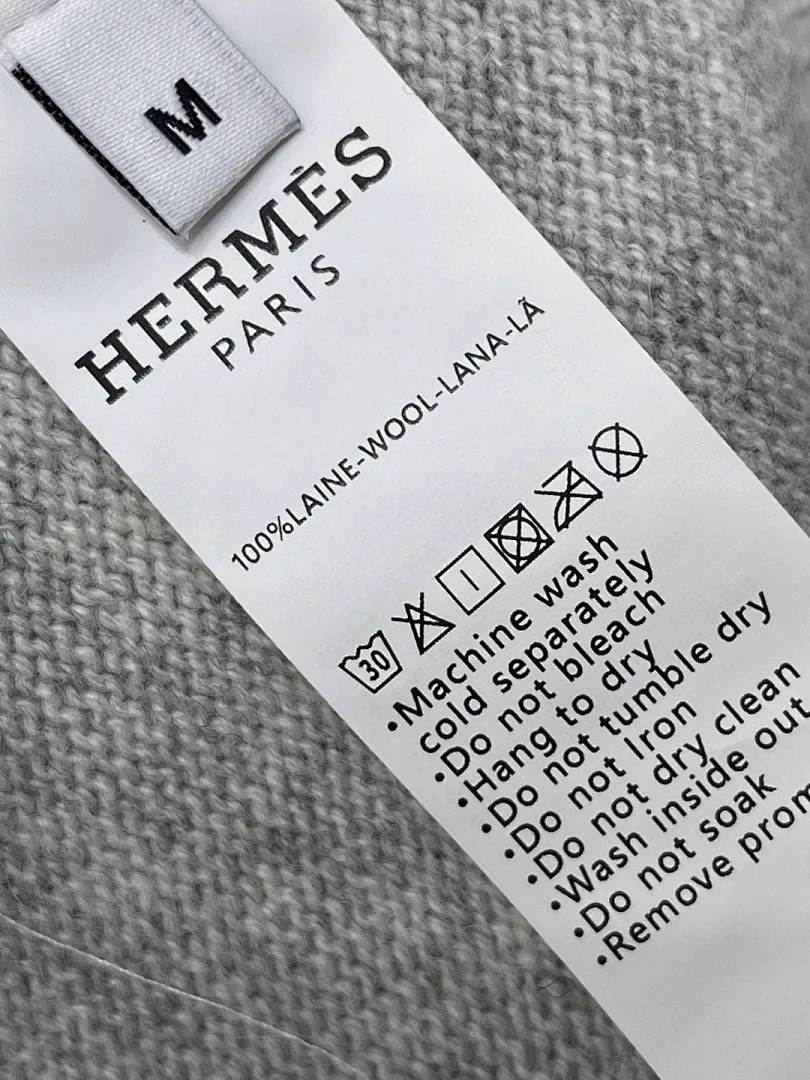 M
HERMÈS
PARIS
100%LAINE-WOOL-LANA-LÃ
30
•Machine wash
cold separately
•Do not bleach
•Hang to dry
•Do not tumble dry
•Do not Iron
•Do not dry clean
•Wash inside out
•Do not soak
•Remove